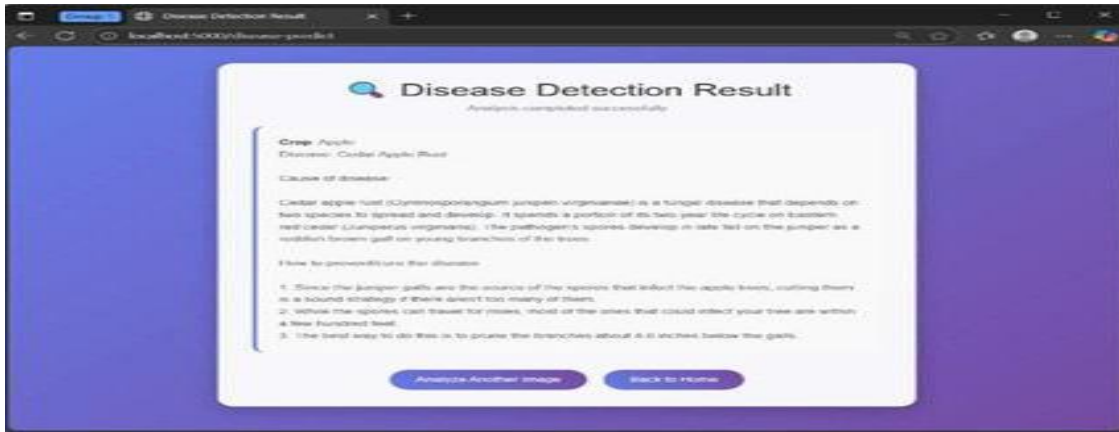 Group 1
Disease Detection Result
localhost:5000/disease-predict
Disease Detection Result
Analysis completed successfully
Crop: Apple
Disease: Cedar Apple Rust
Cause of disease:
Cedar apple rust (Gymnosporangium juniperi-virginianae) is a fungal disease that depends on
two species to spread and develop. It spends a portion of its two-year life cycle on Eastern
red cedar (Juniperus virginiana). The pathogen's spores develop in late fall on the juniper as a
reddish brown gall on young branches of the trees.
How to prevent/cure the disease
1. Since the juniper galls are the source of the spores that infect the apple trees, cutting them
is a sound strategy if there aren't too many of them.
2. While the spores can travel for miles, most of the ones that could infect your tree are within
a few hundred feet.
3. The best way to do this is to prune the branches about 4-6 inches below the galls.
Analyze Another Image
Back to Home